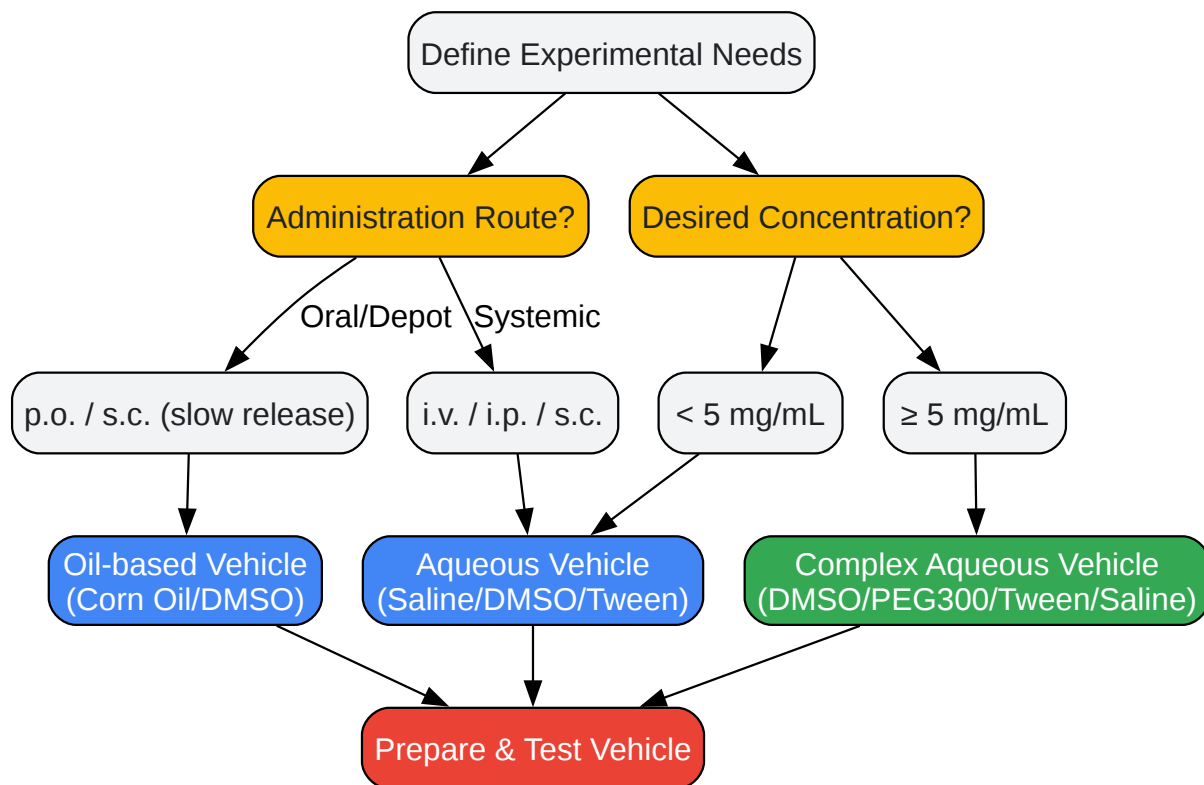 Define Experimental Needs
Administration Route?
Desired Concentration?
Oral/Depot
Systemic
p.o. / s.c. (slow release)
i.v. / i.p. / s.c.
< 5 mg/mL
≥ 5 mg/mL
Oil-based Vehicle
(Corn Oil/DMSO)
Aqueous Vehicle
(Saline/DMSO/Tween)
Complex Aqueous Vehicle
(DMSO/PEG300/Tween/Saline)
Prepare & Test Vehicle